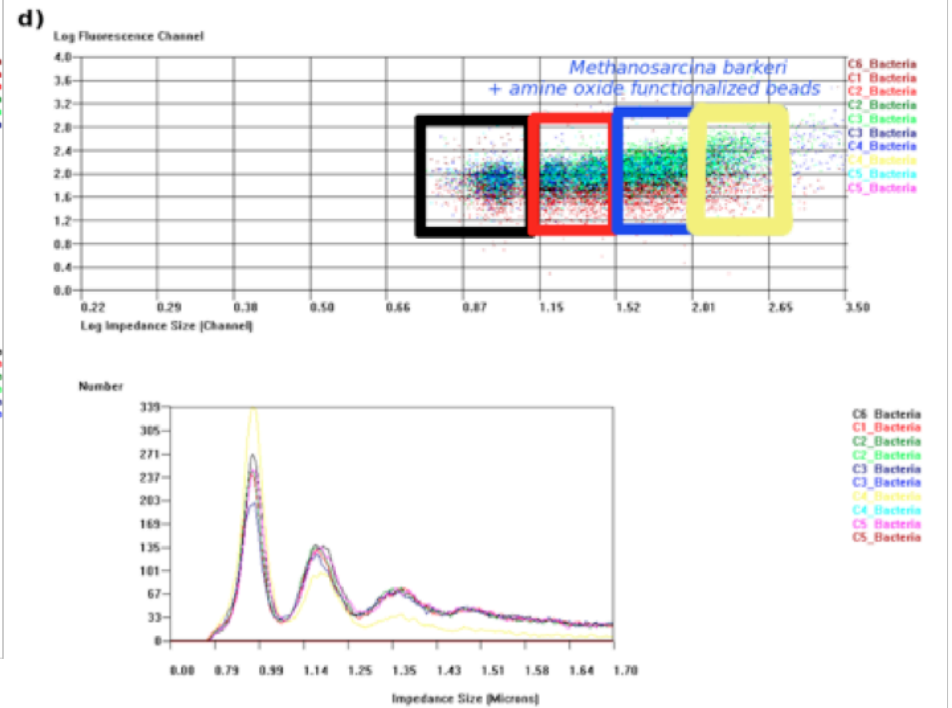 d)
Log Fluorescence Channel
4.0
3.6
3.2
2.8
2.4
2.0
1.6
1.2
0.8
0.4
0.0
Methanosarcina barkeri
+ amine oxide functionalized beads
C6_Bacteria
C1_Bacteria
C2_Bacteria
C2_Bacteria
C3_Bacteria
C3_Bacteria
C4_Bacteria
C4_Bacteria
C5_Bacteria
C5_Bacteria
0.22 0.29 0.38 0.50 0.66 0.87 1.15 1.52 2.01 2.65 3.50
Log Impedance Size (Channel)
Number
339
305
271
237
203
169
135
101
67
33
0
0.00 0.79 0.99 1.14 1.25 1.35 1.43 1.51 1.58 1.64 1.70
Impedance Size (Microns)
C6_Bacteria
C1_Bacteria
C2_Bacteria
C2_Bacteria
C3_Bacteria
C3_Bacteria
C4_Bacteria
C4_Bacteria
C5_Bacteria
C5_Bacteria